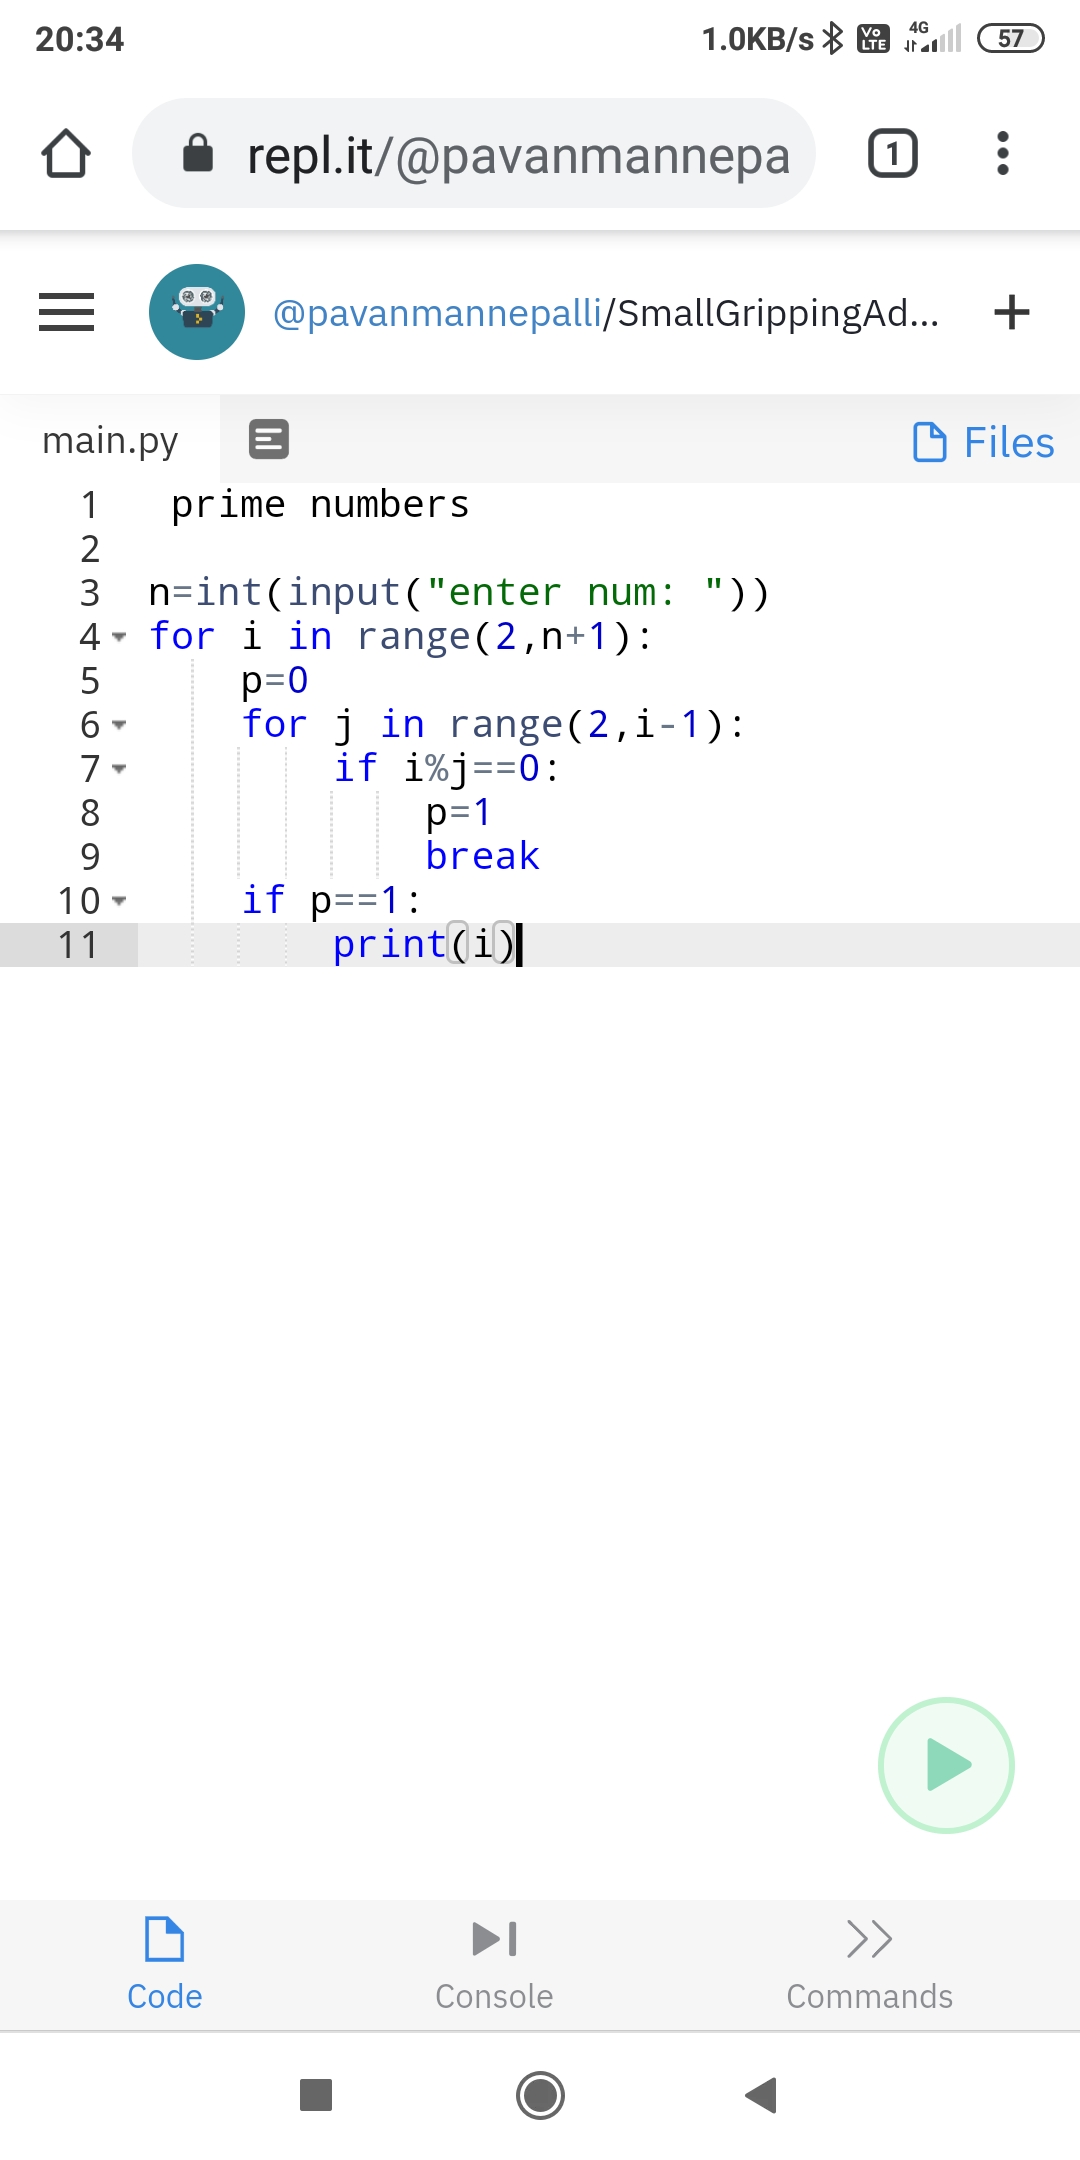 20:34 1.0KB/s Vo LTE 4G 57
repl.it/@pavanmannepa 1
@pavanmannepalli/SmallGrippingAd...
main.py Files
1 prime numbers
2
3 n=int(input("enter num: "))
4 for i in range(2,n+1):
5 p=0
6 for j in range(2,i-1):
7 if i%j==0:
8 p=1
9 break
10 if p==1:
11 print(i)
Code Console Commands